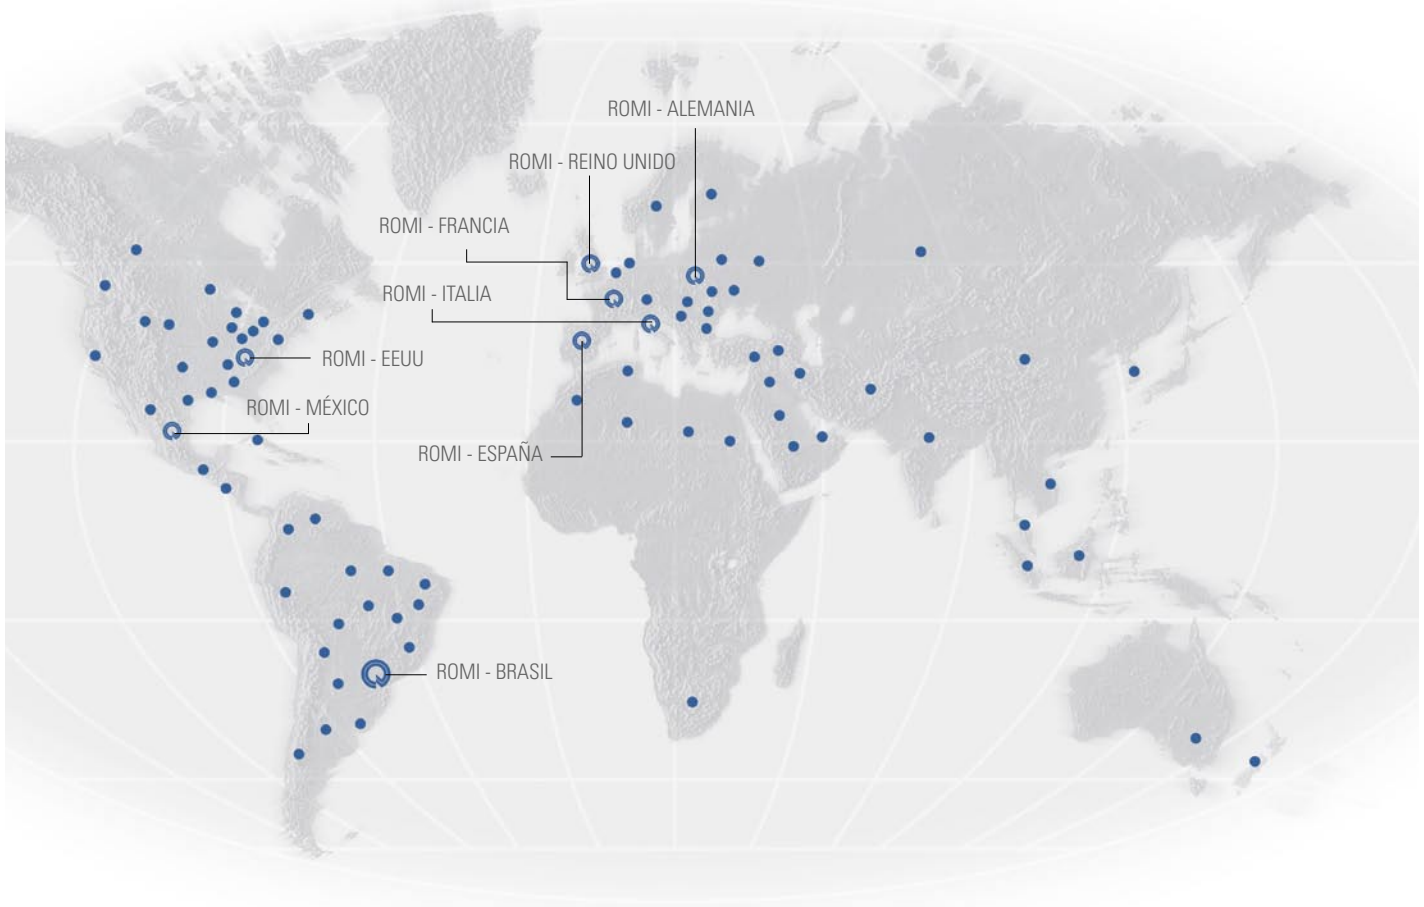 ROMI - ALEMANIA
ROMI - REINO UNIDO
ROMI - FRANCIA
ROMI - ITALIA
ROMI - EEUU
ROMI - MÉXICO
ROMI - ESPAÑA
ROMI - BRASIL